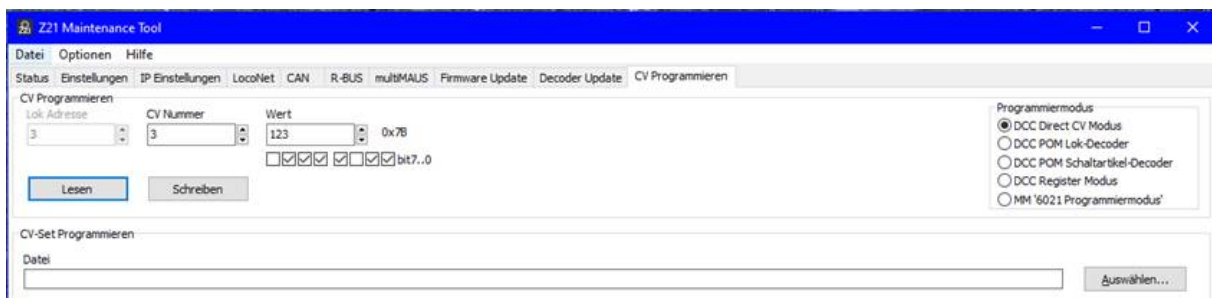 Z21 Maintenance Tool
Datei Optionen Hilfe
Status Einstellungen IP Einstellungen LocoNet CAN R-BUS multiMAUS Firmware Update Decoder Update CV Programmieren
CV Programmieren
Lok Adresse CV Nummer Wert
3 3 123 0x7B
bit7..0
Lesen Schreiben
Programmiermodus
DCC Direct CV Modus
DCC POM Lok-Decoder
DCC POM Schaltartikel-Decoder
DCC Register Modus
MM '6021 Programmiermodus'
CV-Set Programmieren
Datei
Auswählen...